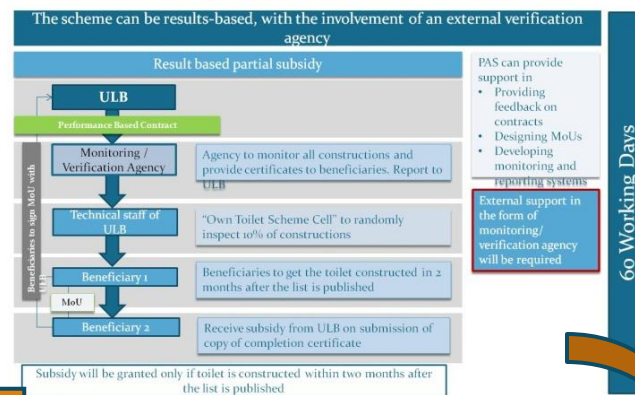 The scheme can be results-based, with the involvement of an external verification
agency
Result based partial subsidy
ULB
Performance Based Contract
Monitoring /
Verification Agency
Agency to monitor all constructions and
provide certificates to beneficiaries. Report to
ULB
Technical staff of
ULB
"Own Toilet Scheme Cell" to randomly
inspect 10% of constructions
Beneficiary 1
Beneficiaries to get the toilet constructed in 2
months after the list is published
MoU
Beneficiary 2
Receive subsidy from ULB on submission of
copy of completion certificate
Beneficiaries to sign MoU with
ULB
Subsidy will be granted only if toilet is constructed within two months after
the list is published
PAS can provide
support in
• Providing
feedback on
contracts
• Designing MoUs
• Developing
monitoring and
reporting systems
External support in
the form of
monitoring/
verification agency
will be required
60 Working Days